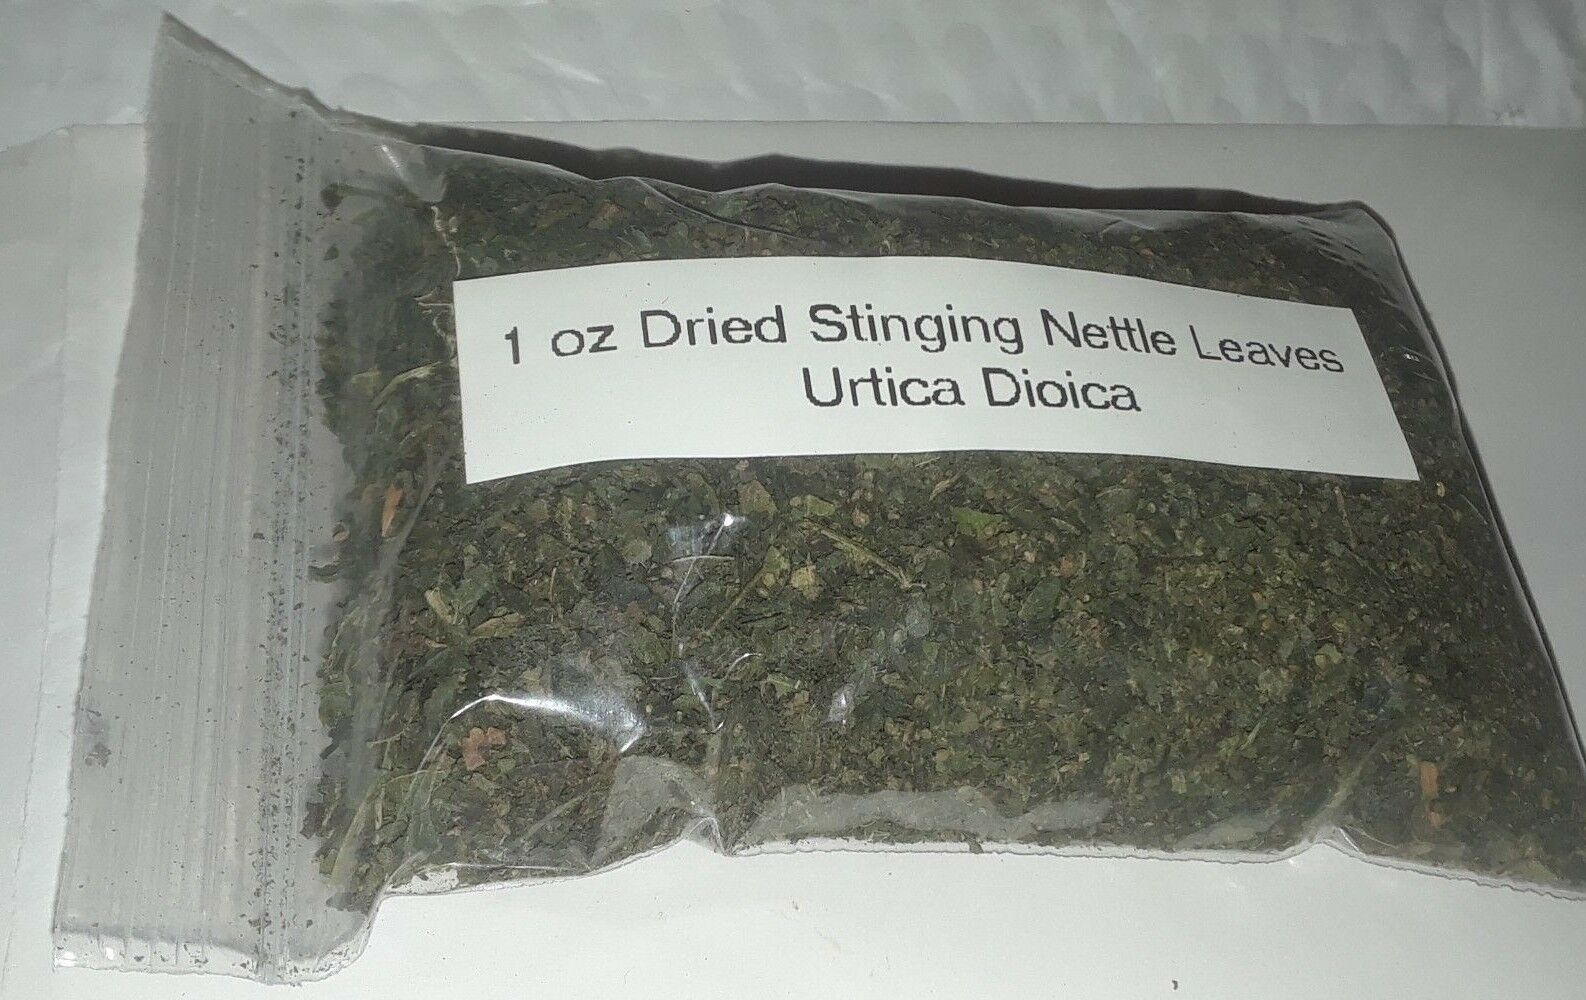 1 oz Dried Stinging Nettle Leaves
Urtica Dioica